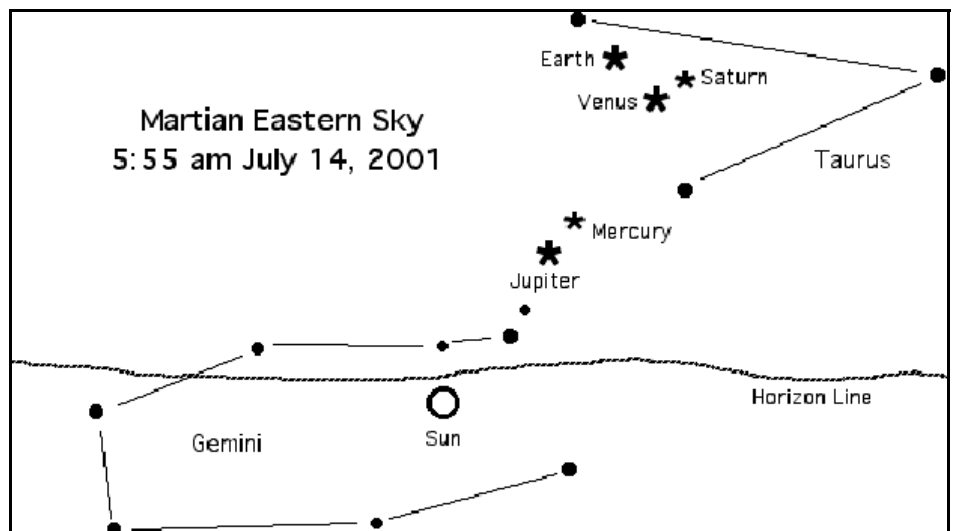 Earth
Saturn
Venus
Martian Eastern Sky
5:55 am July 14, 2001
Taurus
Mercury
Jupiter
Horizon Line
Gemini
Sun